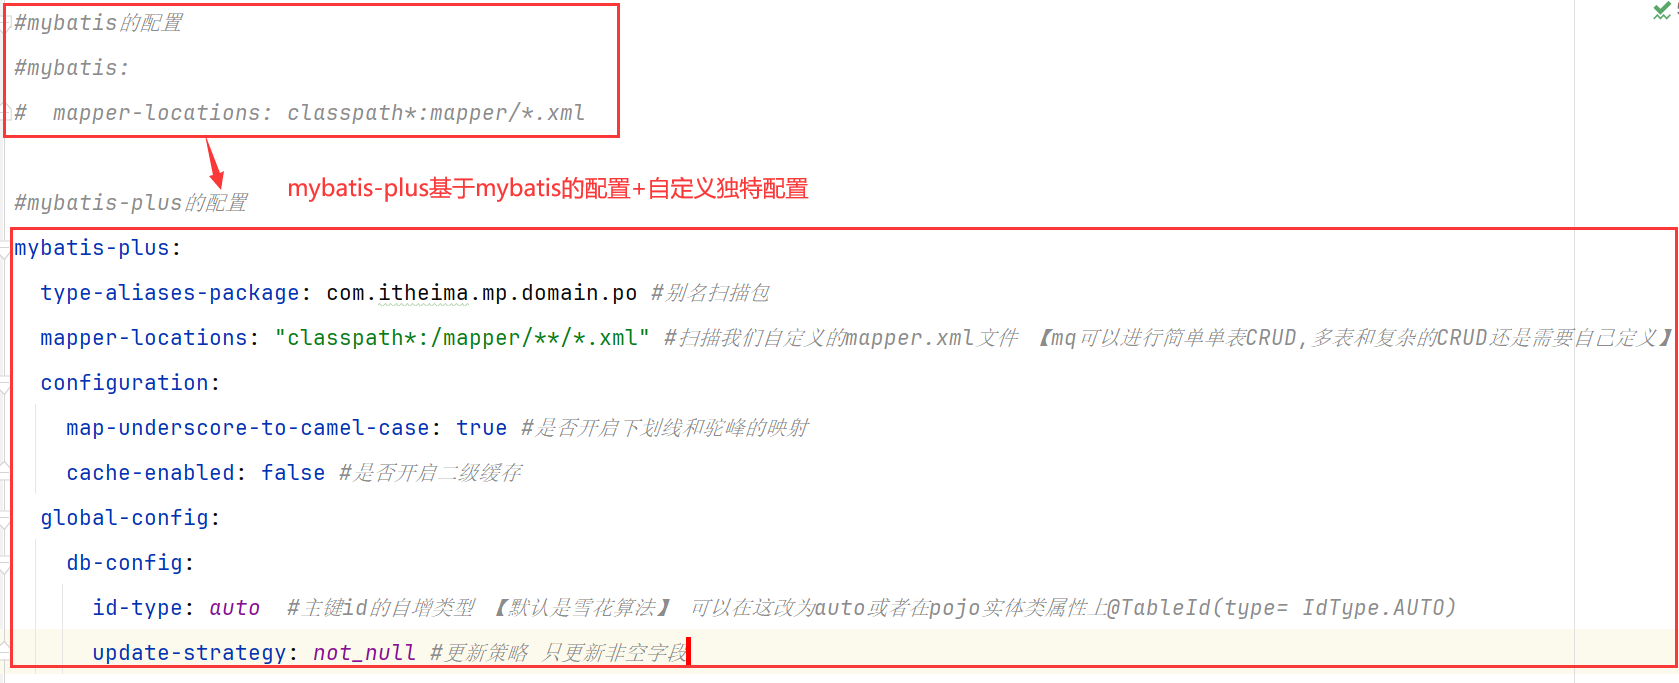 #mybatis的配置
#mybatis:
#  mapper-locations: classpath*:mapper/*.xml
mybatis-plus基于mybatis的配置+自定义独特配置
#mybatis-plus的配置
mybatis-plus:
  type-aliases-package: com.itheima.mp.domain.po #别名扫描包
  mapper-locations: "classpath*:/mapper/**/*.xml" #扫描我们自定义的mapper.xml文件 【mq可以进行简单单表CRUD,多表和复杂的CRUD还是需要自己定义】
  configuration:
    map-underscore-to-camel-case: true #是否开启下划线和驼峰的映射
    cache-enabled: false #是否开启二级缓存
  global-config:
    db-config:
      id-type: auto  #主键id的自增类型 【默认是雪花算法】 可以在这改为auto或者在pojo实体类属性上@TableId(type= IdType.AUTO)
      update-strategy: not_null #更新策略 只更新非空字段